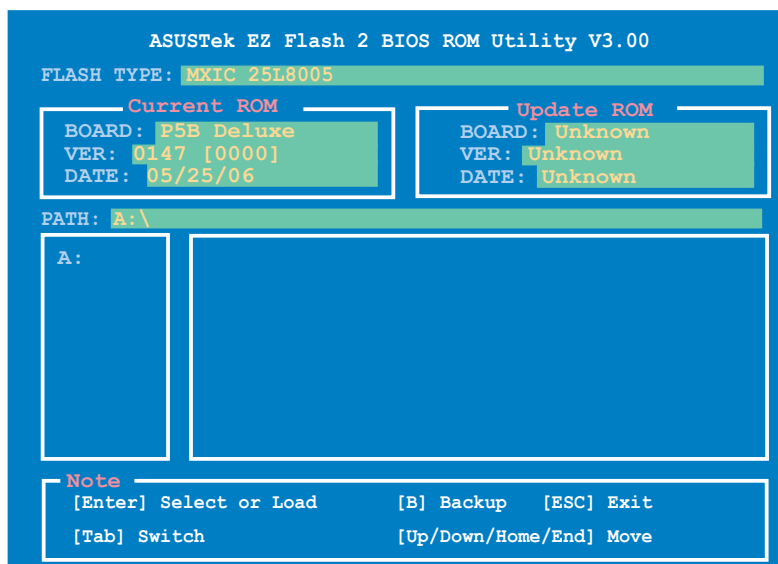 ASUSTek EZ Flash 2 BIOS ROM Utility V3.00
FLASH TYPE: MXIC 25L8005
Current ROM
BOARD: P5B Deluxe
VER: 0147 [0000]
DATE: 05/25/06
Update ROM
BOARD: Unknown
VER: Unknown
DATE: Unknown
PATH: A:\
A:
Note
[Enter] Select or Load [B] Backup [ESC] Exit
[Tab] Switch [Up/Down/Home/End] Move